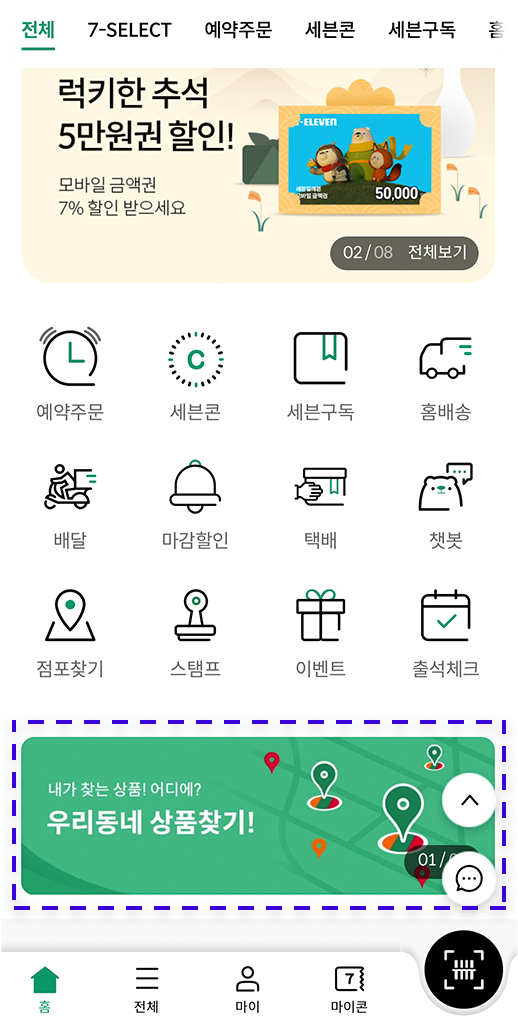 전체 7-SELECT 예약주문 세븐콘 세븐구독 홈
럭키한 추석
5만원권 할인!
모바일 금액권
7% 할인 받으세요
7-ELEVEN
모바일 금액권
50,000
02 / 08 전체보기
예약주문 세븐콘 세븐구독 홈배송
배달 마감할인 택배 챗봇
점포찾기 스탬프 이벤트 출석체크
내가 찾는 상품! 어디에?
우리동네 상품찾기!
01 /
홈 전체 마이 마이콘